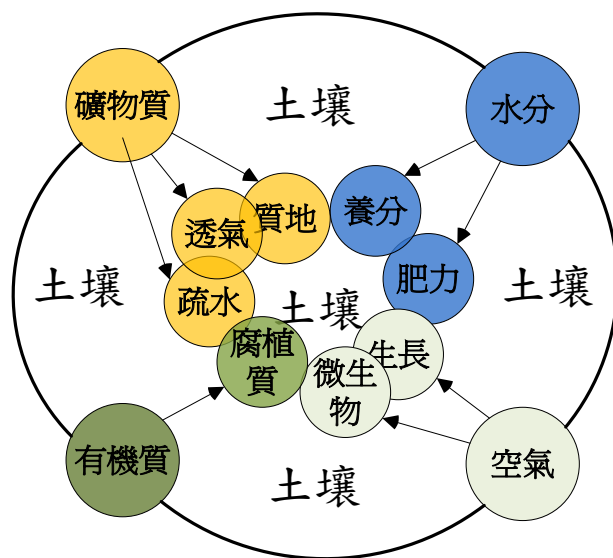 礦物質
土壤
水分
質地
養分
透氣
肥力
土壤
疏水
土壤
土壤
腐植
質
生長
微生
物
有機質
空氣
土壤